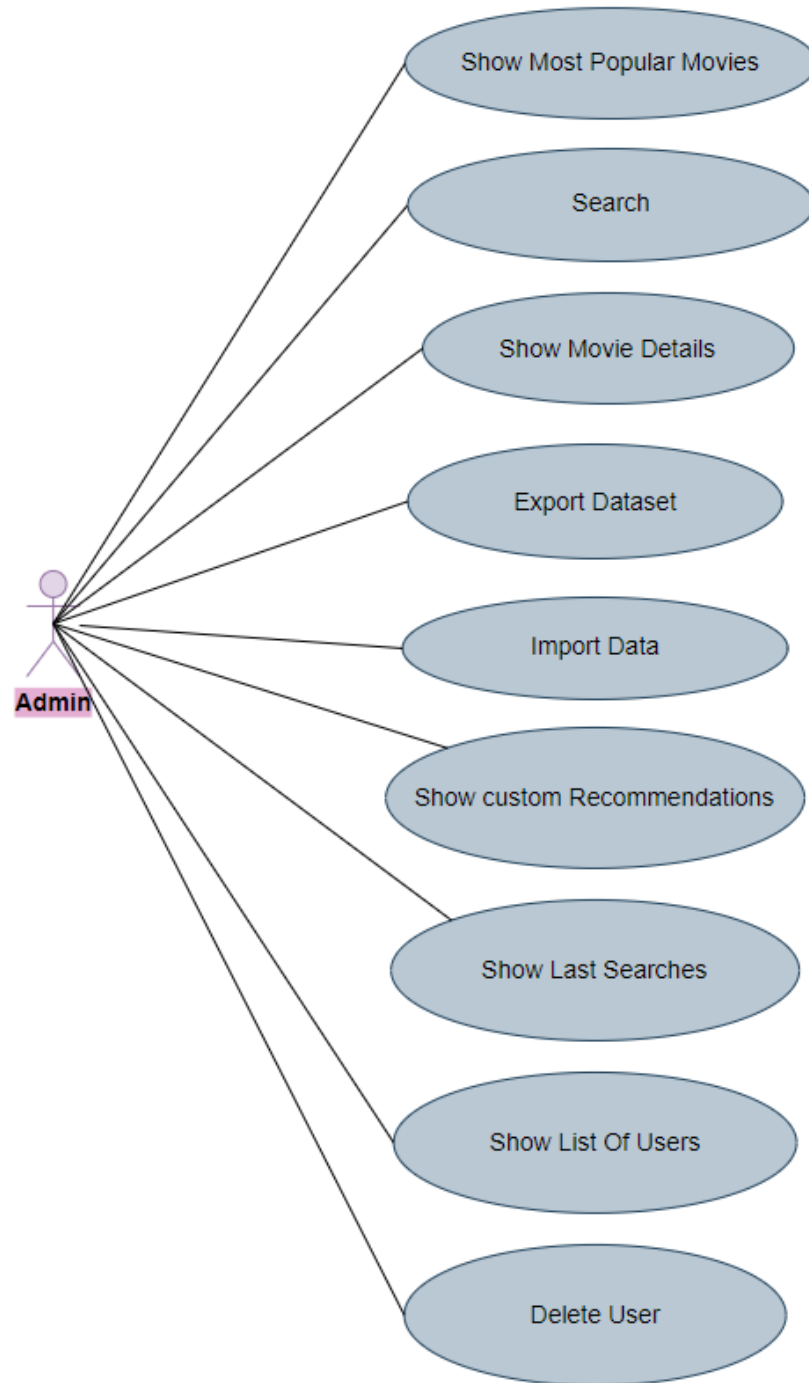 Show Most Popular Movies
Search
Show Movie Details
Export Dataset
Import Data
Admin
Show custom Recommendations
Show Last Searches
Show List Of Users
Delete User